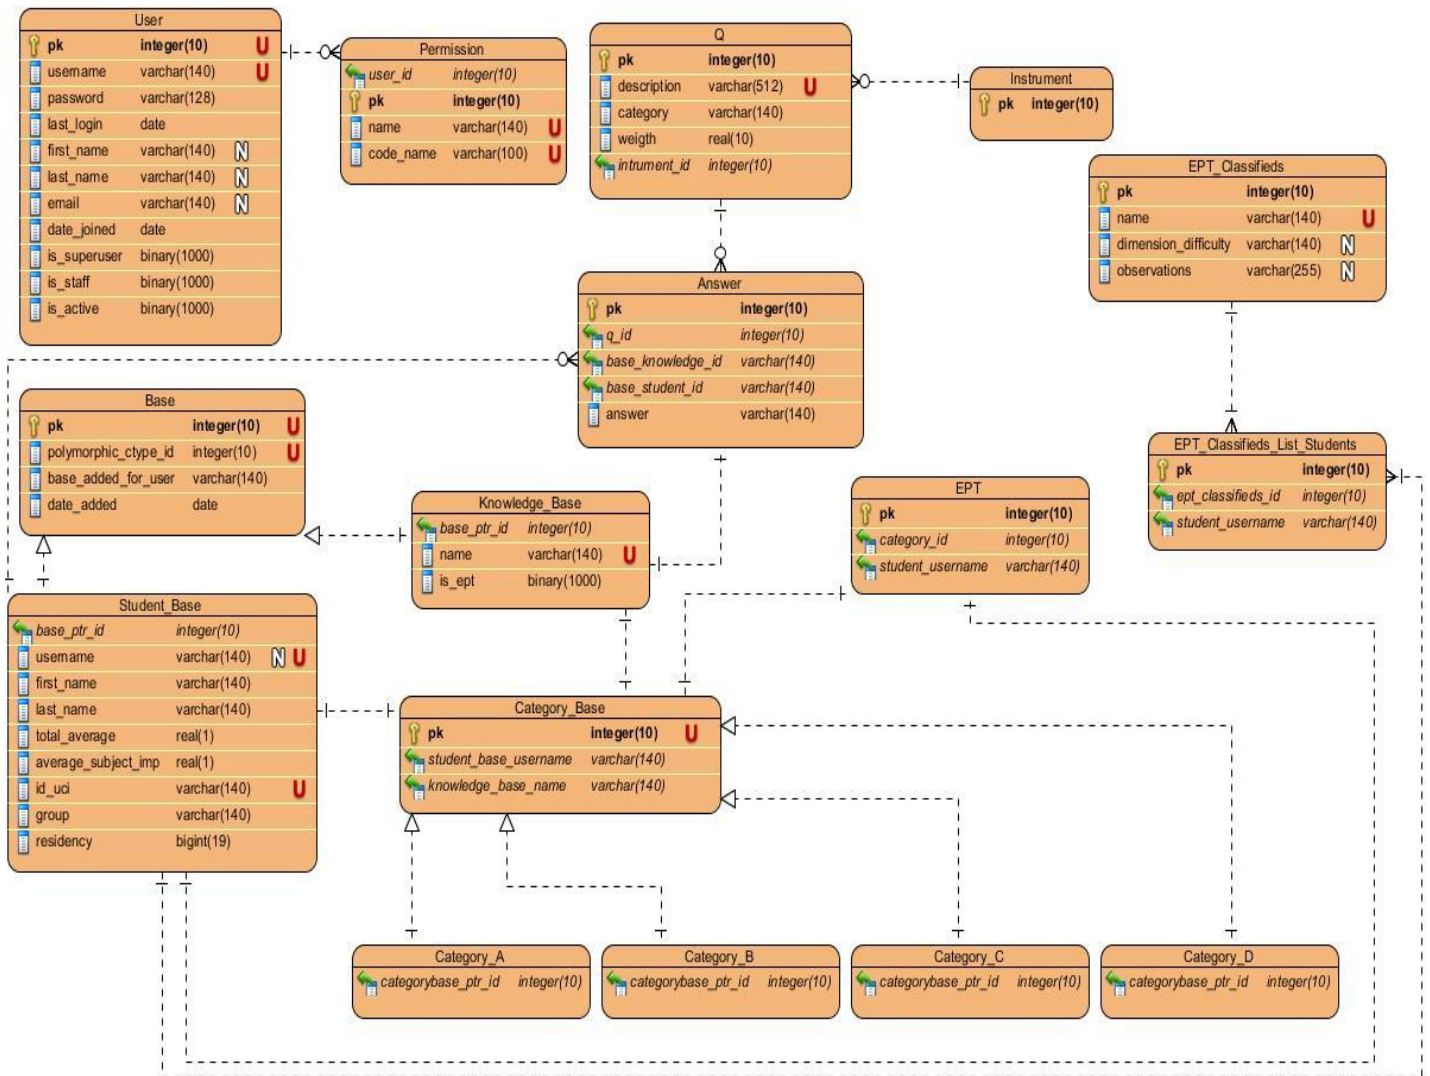 User
pk integer(10) U
username varchar(140) U
password varchar(128)
last_login date
first_name varchar(140) N
last_name varchar(140) N
email varchar(140) N
date_joined date
is_superuser binary(1000)
is_staff binary(1000)
is_active binary(1000)
Permission
user_id integer(10)
pk integer(10)
name varchar(140) U
code_name varchar(100) U
Q
pk integer(10)
description varchar(512) U
category varchar(140)
weigth real(10)
intrument_id integer(10)
Instrument
pk integer(10)
EPT_Classifieds
pk integer(10)
name varchar(140) U
dimension_difficulty varchar(140) N
observations varchar(255) N
Answer
pk integer(10)
q_id integer(10)
base_knowledge_id varchar(140)
base_student_id varchar(140)
answer varchar(140)
Base
pk integer(10) U
polymorphic_ctype_id integer(10) U
base_added_for_user varchar(140)
date_added date
Knowledge_Base
base_ptr_id integer(10)
name varchar(140) U
is_ept binary(1000)
EPT
pk integer(10)
category_id integer(10)
student_username varchar(140)
EPT_Classifieds_List_Students
pk integer(10)
ept_classifieds_id integer(10)
student_username varchar(140)
Student_Base
base_ptr_id integer(10)
username varchar(140) N U
first_name varchar(140)
last_name varchar(140)
total_average real(1)
average_subject_imp real(1)
id_uci varchar(140) U
group varchar(140)
residency bigint(19)
Category_Base
pk integer(10) U
student_base_username varchar(140)
knowledge_base_name varchar(140)
Category_A
categorybase_ptr_id integer(10)
Category_B
categorybase_ptr_id integer(10)
Category_C
categorybase_ptr_id integer(10)
Category_D
categorybase_ptr_id integer(10)